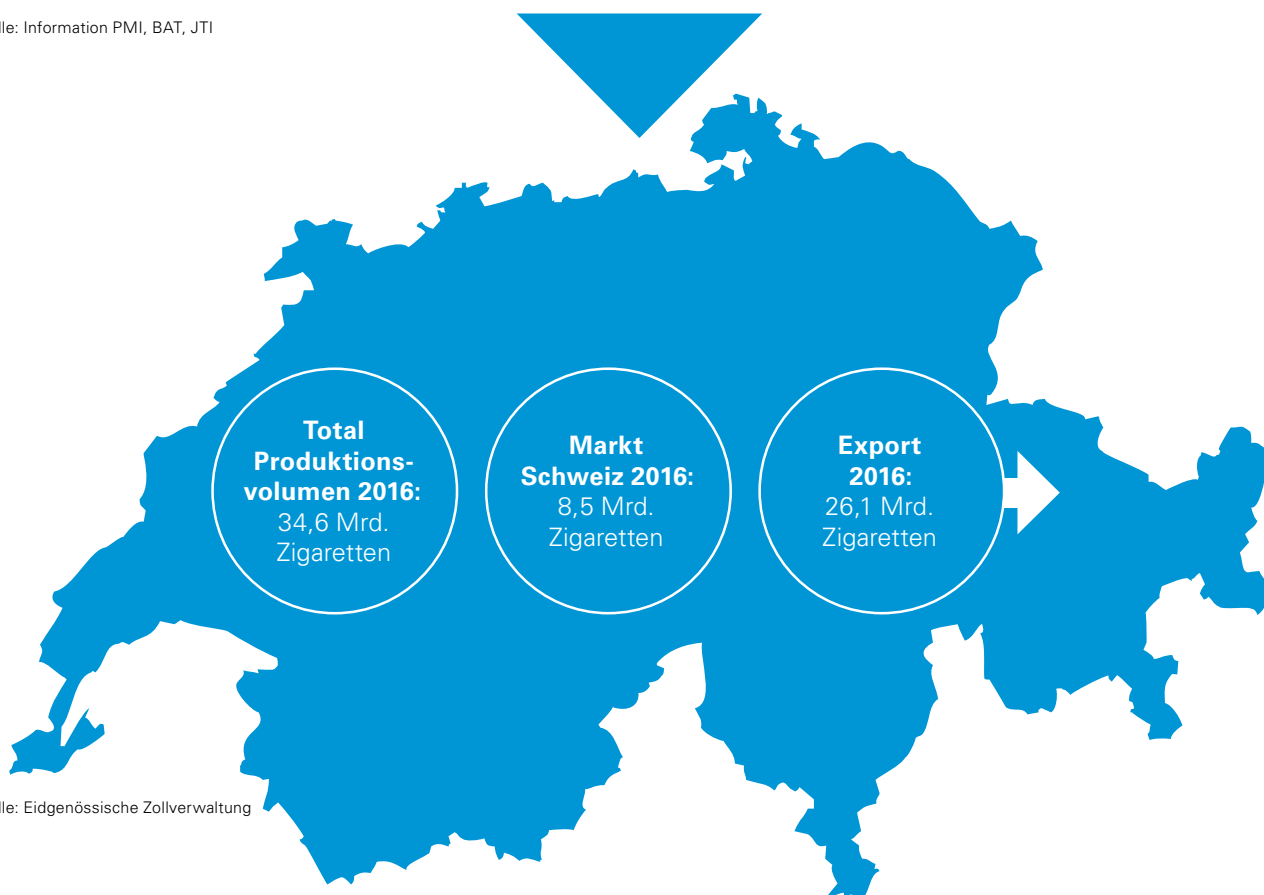 lle: Information PMI, BAT, JTI
Total
Produktions-
volumen 2016:
34,6 Mrd.
Zigaretten
Markt
Schweiz 2016:
8,5 Mrd.
Zigaretten
Export
2016:
26,1 Mrd.
Zigaretten
lle: Eidgenössische Zollverwaltung